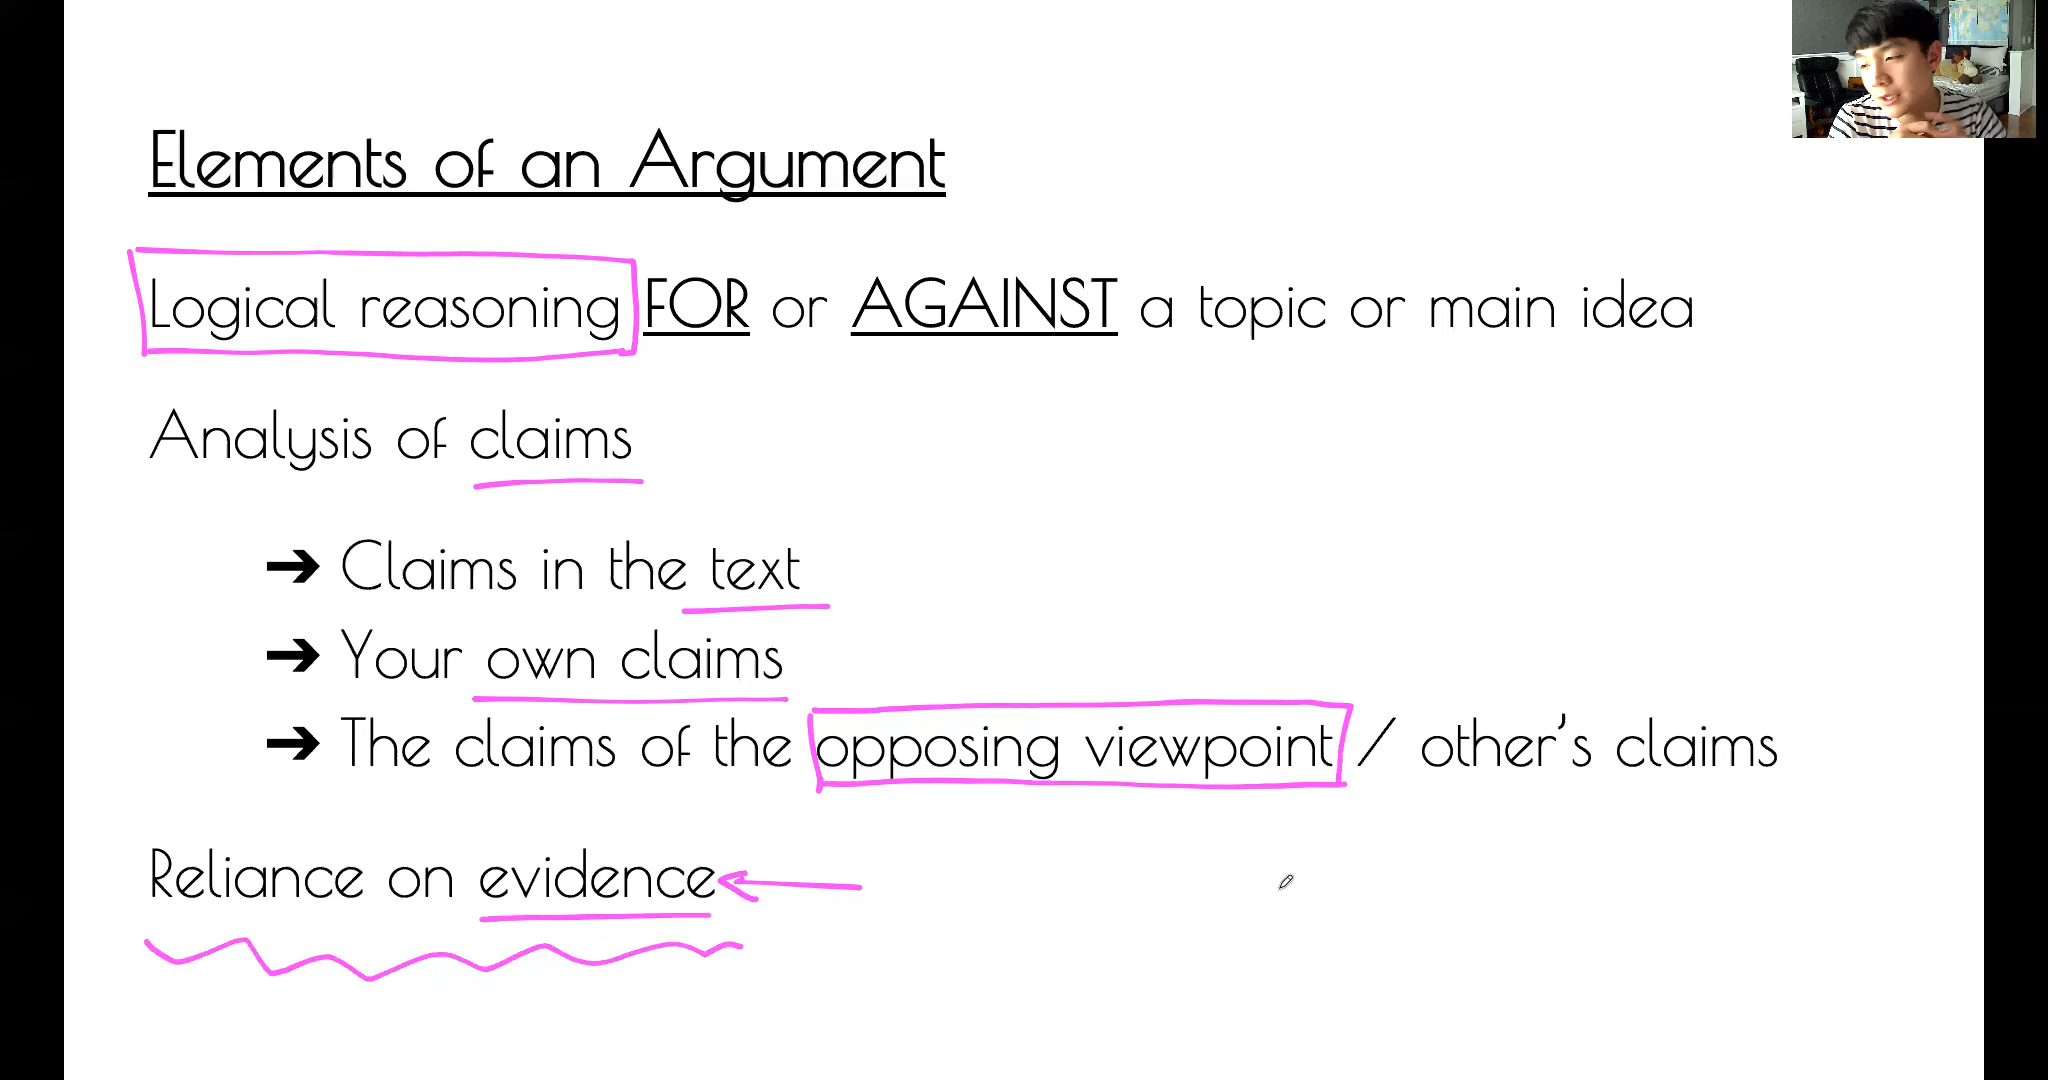 Elements of an Argument
Logical reasoning FOR or AGAINST a topic or main idea
Analysis of claims
➔ Claims in the text
➔ Your own claims
➔ The claims of the opposing viewpoint / other's claims
Reliance on evidence